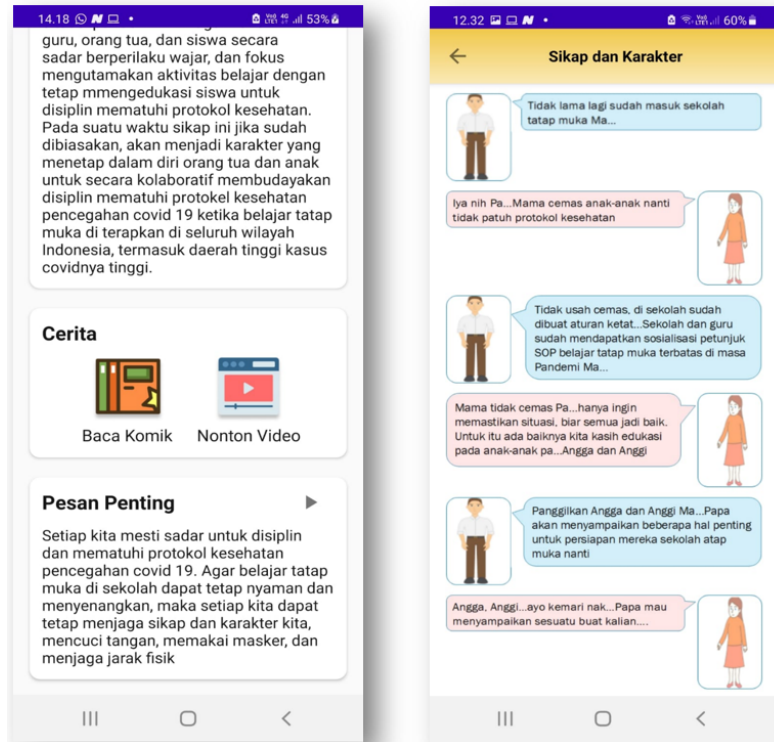 14.18
53%
guru, orang tua, dan siswa secara
sadar berperilaku wajar, dan fokus
mengutamakan aktivitas belajar dengan
tetap mmengedukasi siswa untuk
disiplin mematuhi protokol kesehatan.
Pada suatu waktu sikap ini jika sudah
dibiasakan, akan menjadi karakter yang
menetap dalam diri orang tua dan anak
untuk secara kolaboratif membudayakan
disiplin mematuhi protokel kesehatan
pencegahan covid 19 ketika belajar tatap
muka di terapkan di seluruh wilayah
Indonesia, termasuk daerah tinggi kasus
covidnya tinggi.
Cerita
Baca Komik
Nonton Video
Pesan Penting
Setiap kita mesti sadar untuk disiplin
dan mematuhi protokol kesehatan
pencegahan covid 19. Agar belajar tatap
muka di sekolah dapat tetap nyaman dan
menyenangkan, maka setiap kita dapat
tetap menjaga sikap dan karakter kita,
mencuci tangan, memakai masker, dan
menjaga jarak fisik
12.32
60%
Sikap dan Karakter
Tidak lama lagi sudah masuk sekolah
tatap muka Ma...
Iya nih Pa...Mama cemas anak-anak nanti
tidak patuh protokol kesehatan
Tidak usah cemas, di sekolah sudah
dibuat aturan ketat...Sekolah dan guru
sudah mendapatkan sosialisasi petunjuk
SOP belajar tatap muka terbatas di masa
Pandemi Ma...
Mama tidak cemas Pa...hanya ingin
memastikan situasi, biar semua jadi baik.
Untuk itu ada baiknya kita kasih edukasi
pada anak-anak pa...Angga dan Anggi
Panggilkan Angga dan Anggi Ma...Papa
akan menyampaikan beberapa hal penting
untuk persiapan mereka sekolah atap
muka nanti
Angga, Anggi...ayo kemari nak...Papa mau
menyampaikan sesuatu buat kalian....